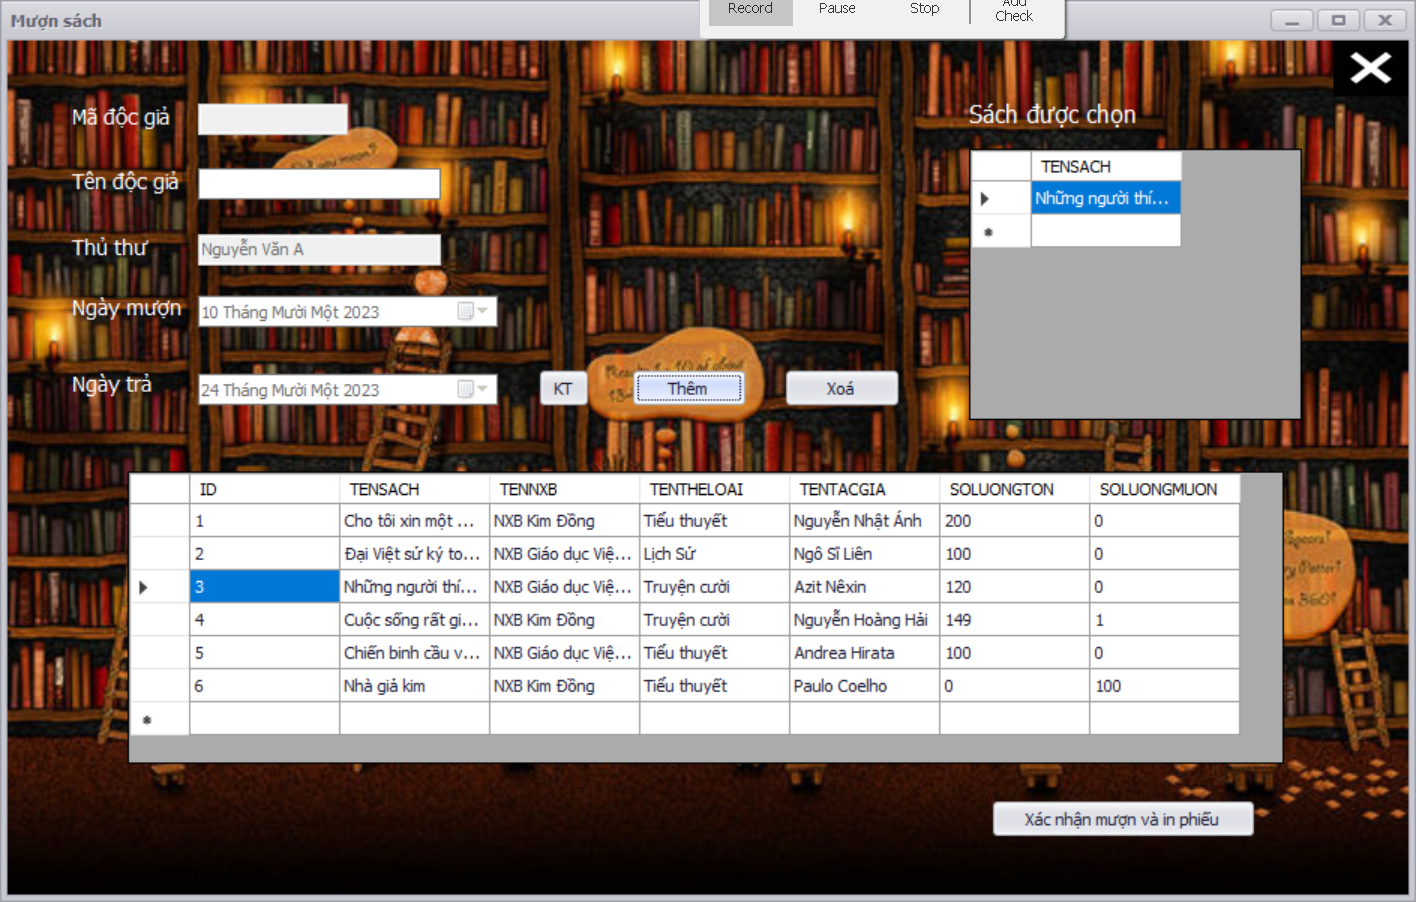 Mượn sách
Record Pause Stop Add Check
Mã độc giả
Sách được chọn
TENSACH
Những người thí...
Tên độc giả
Thủ thư Nguyễn Văn A
Ngày mượn 10 Tháng Mười Một 2023
Ngày trả 24 Tháng Mười Một 2023
KT Thêm Xoá
ID TENSACH TENNXB TENTHELOAI TENTACGIA SOLUONGTON SOLUONGMUON
1 Cho tôi xin một ... NXB Kim Đồng Tiểu thuyết Nguyễn Nhật Ánh 200 0
2 Đại Việt sử ký to... NXB Giáo dục Việ... Lịch Sử Ngô Sĩ Liên 100 0
3 Những người thí... NXB Giáo dục Việ... Truyện cười Azit Nêxin 120 0
4 Cuộc sống rất gi... NXB Kim Đồng Truyện cười Nguyễn Hoàng Hải 149 1
5 Chiến binh cầu v... NXB Giáo dục Việ... Tiểu thuyết Andrea Hirata 100 0
6 Nhà giả kim NXB Kim Đồng Tiểu thuyết Paulo Coelho 0 100
Xác nhận mượn và in phiếu